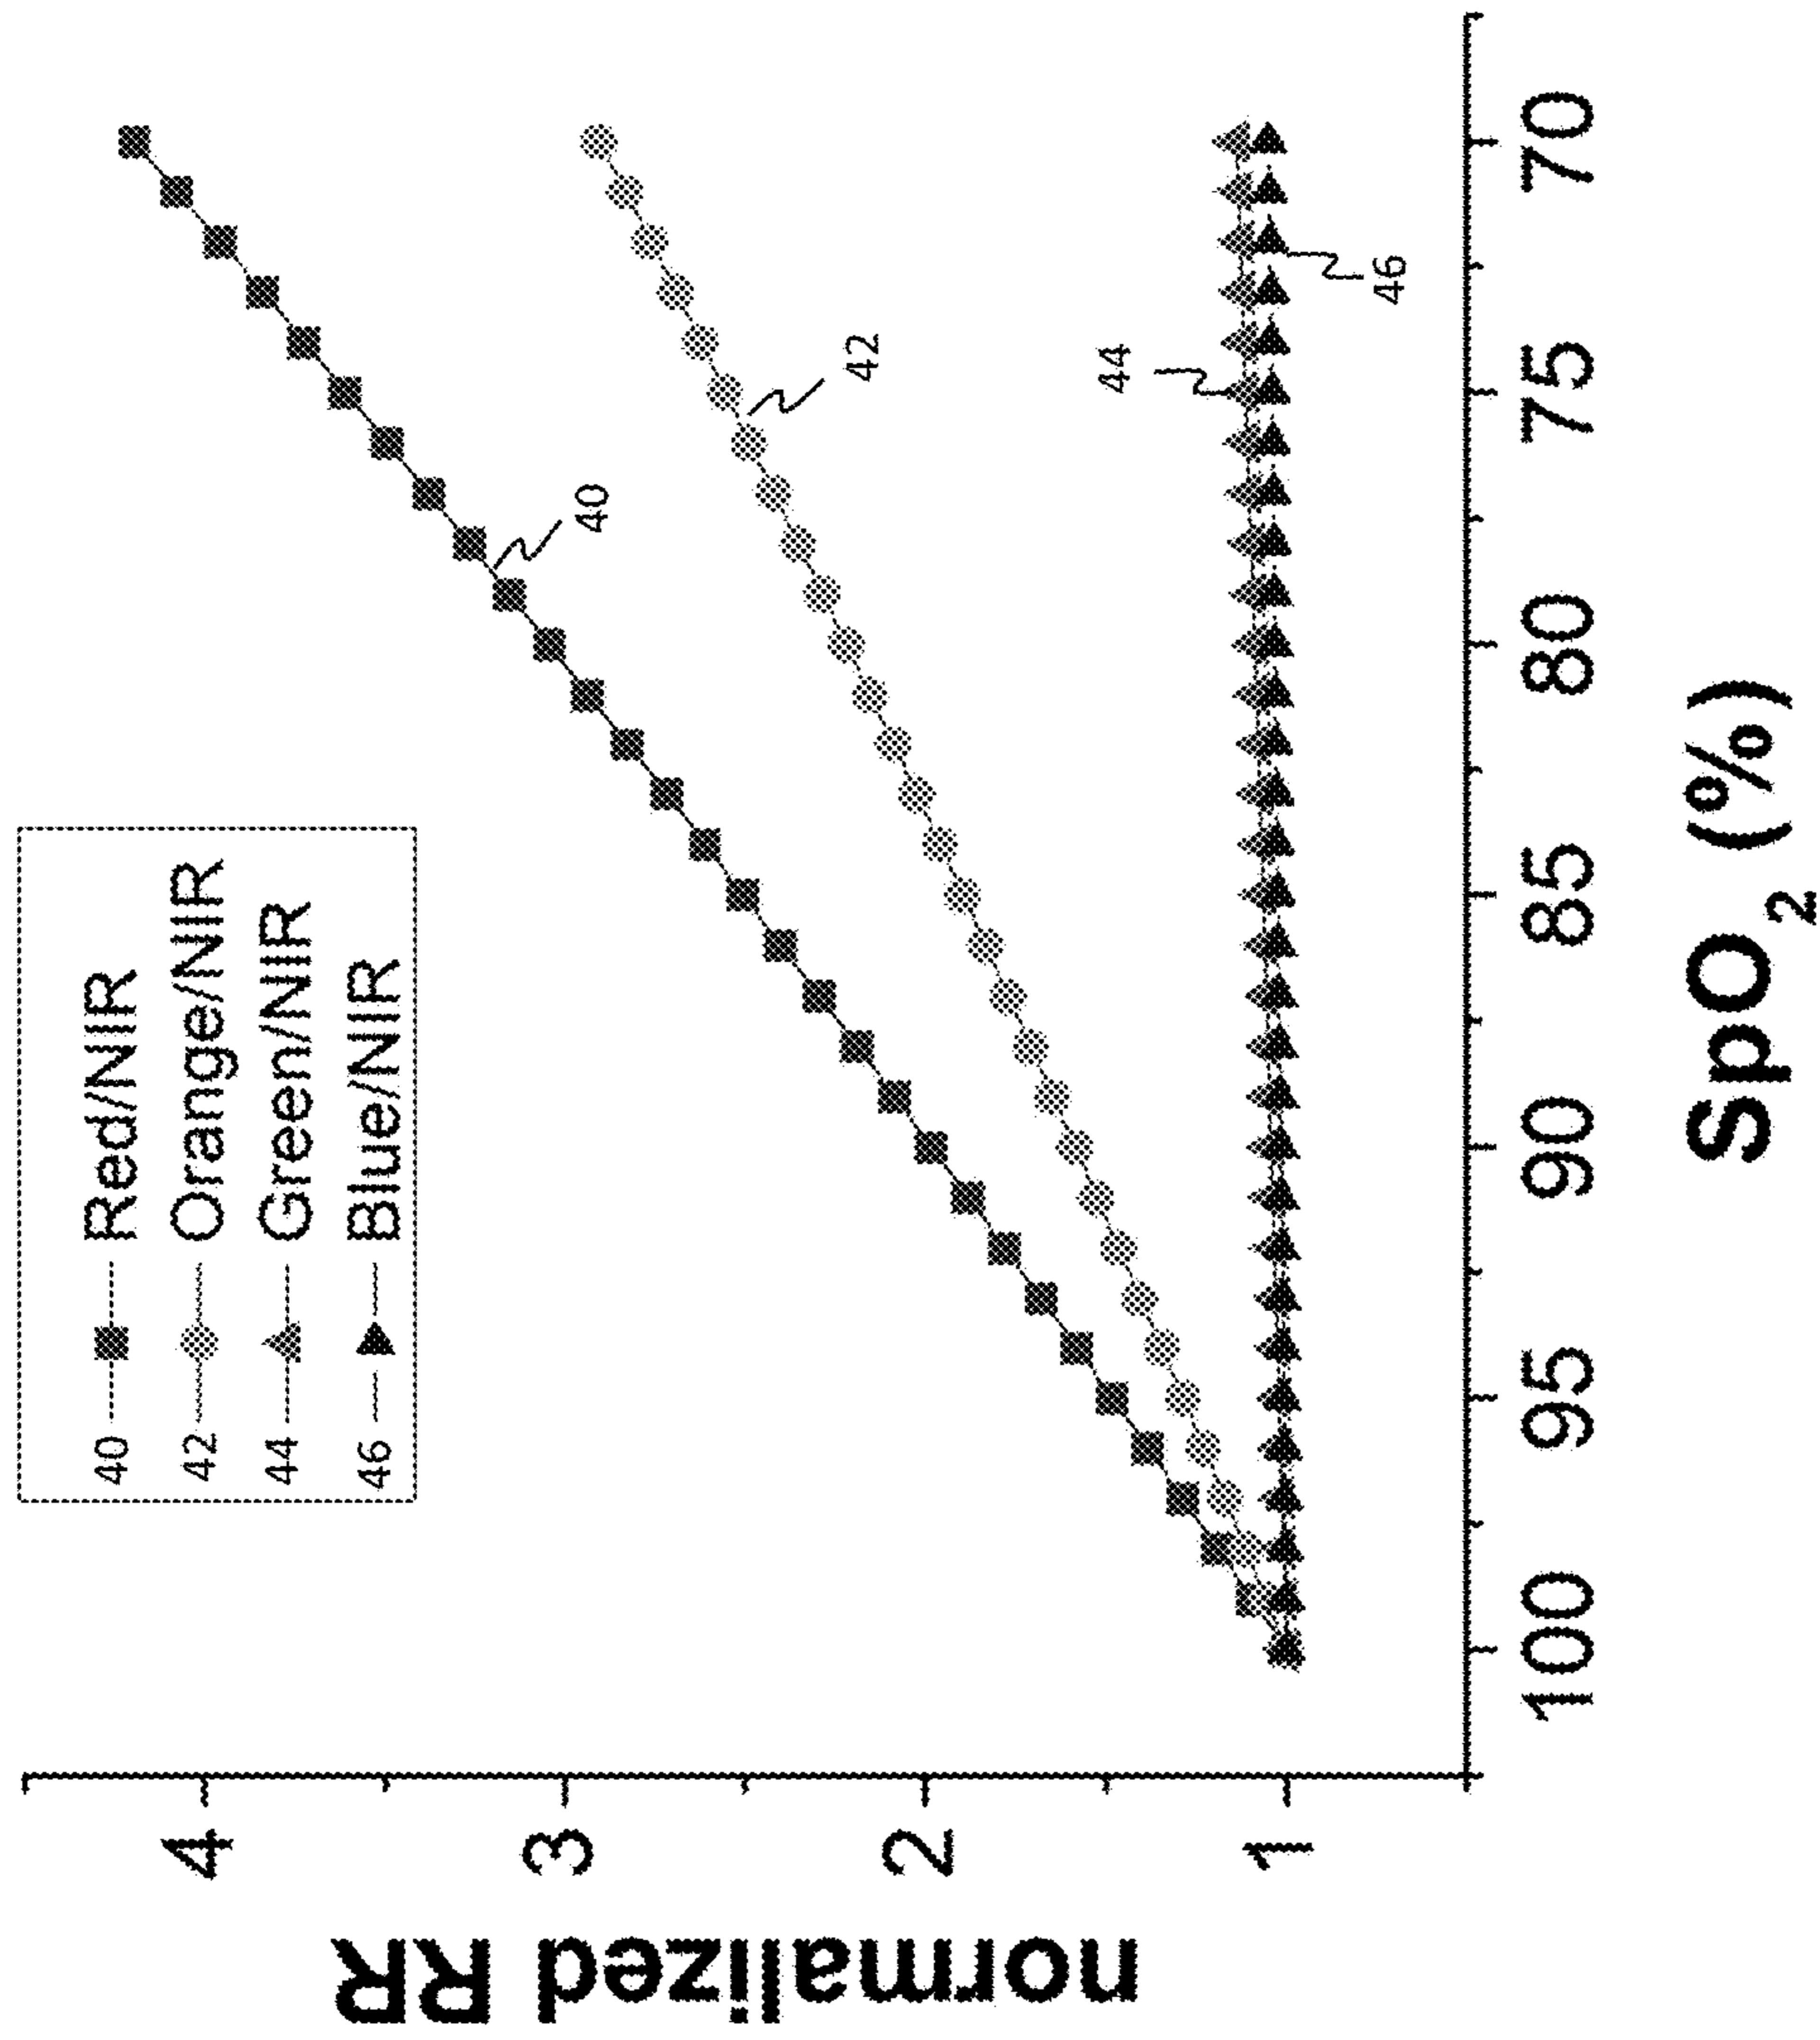 40 Red/NIR
42 Orange/NIR
44 Green/NIR
46 Blue/NIR
normalized RR
4
3
2
1
40
42
44
46
100 95 90 85 80 75 70
SpO₂ (%)